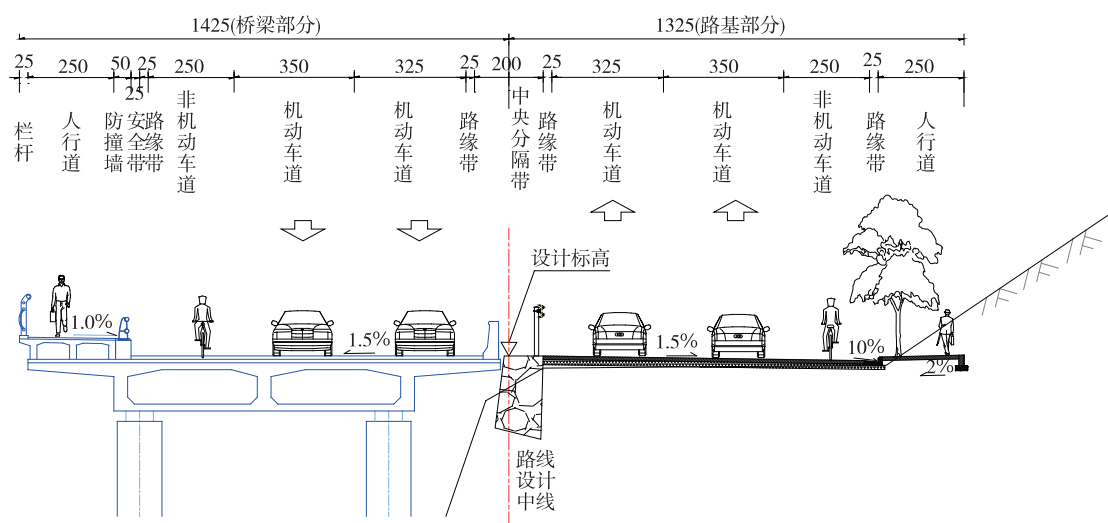 1425(桥梁部分)
1325(路基部分)
25
250
50
25
25
250
350
325
25
200
25
325
350
250
25
250
栏杆
人行道
防撞墙
安全带
路缘带
非机动车道
机动车道
机动车道
路缘带
中央分隔带
路缘带
机动车道
机动车道
非机动车道
路缘带
人行道
设计标高
1.0%
1.5%
1.5%
10%
2%
路线
设计
中线